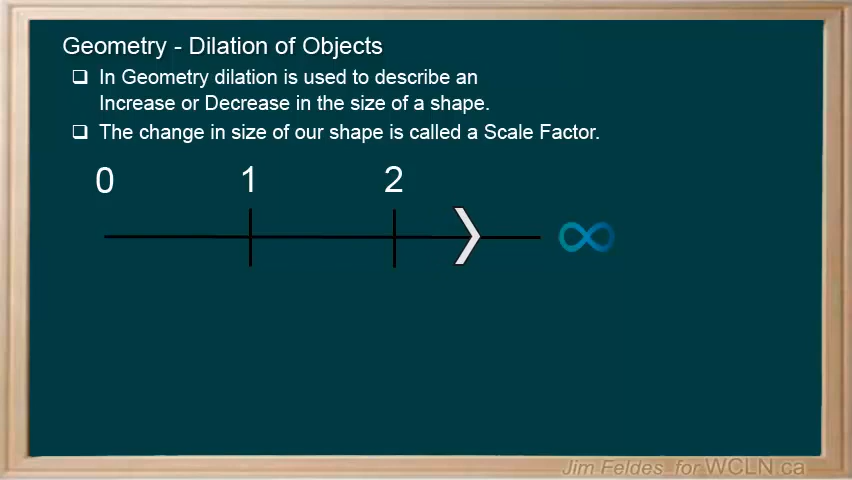 Geometry - Dilation of Objects
❑ In Geometry dilation is used to describe an
Increase or Decrease in the size of a shape.
❑ The change in size of our shape is called a Scale Factor.
0 1 2
∞
Jim Feldes for WCLN.ca